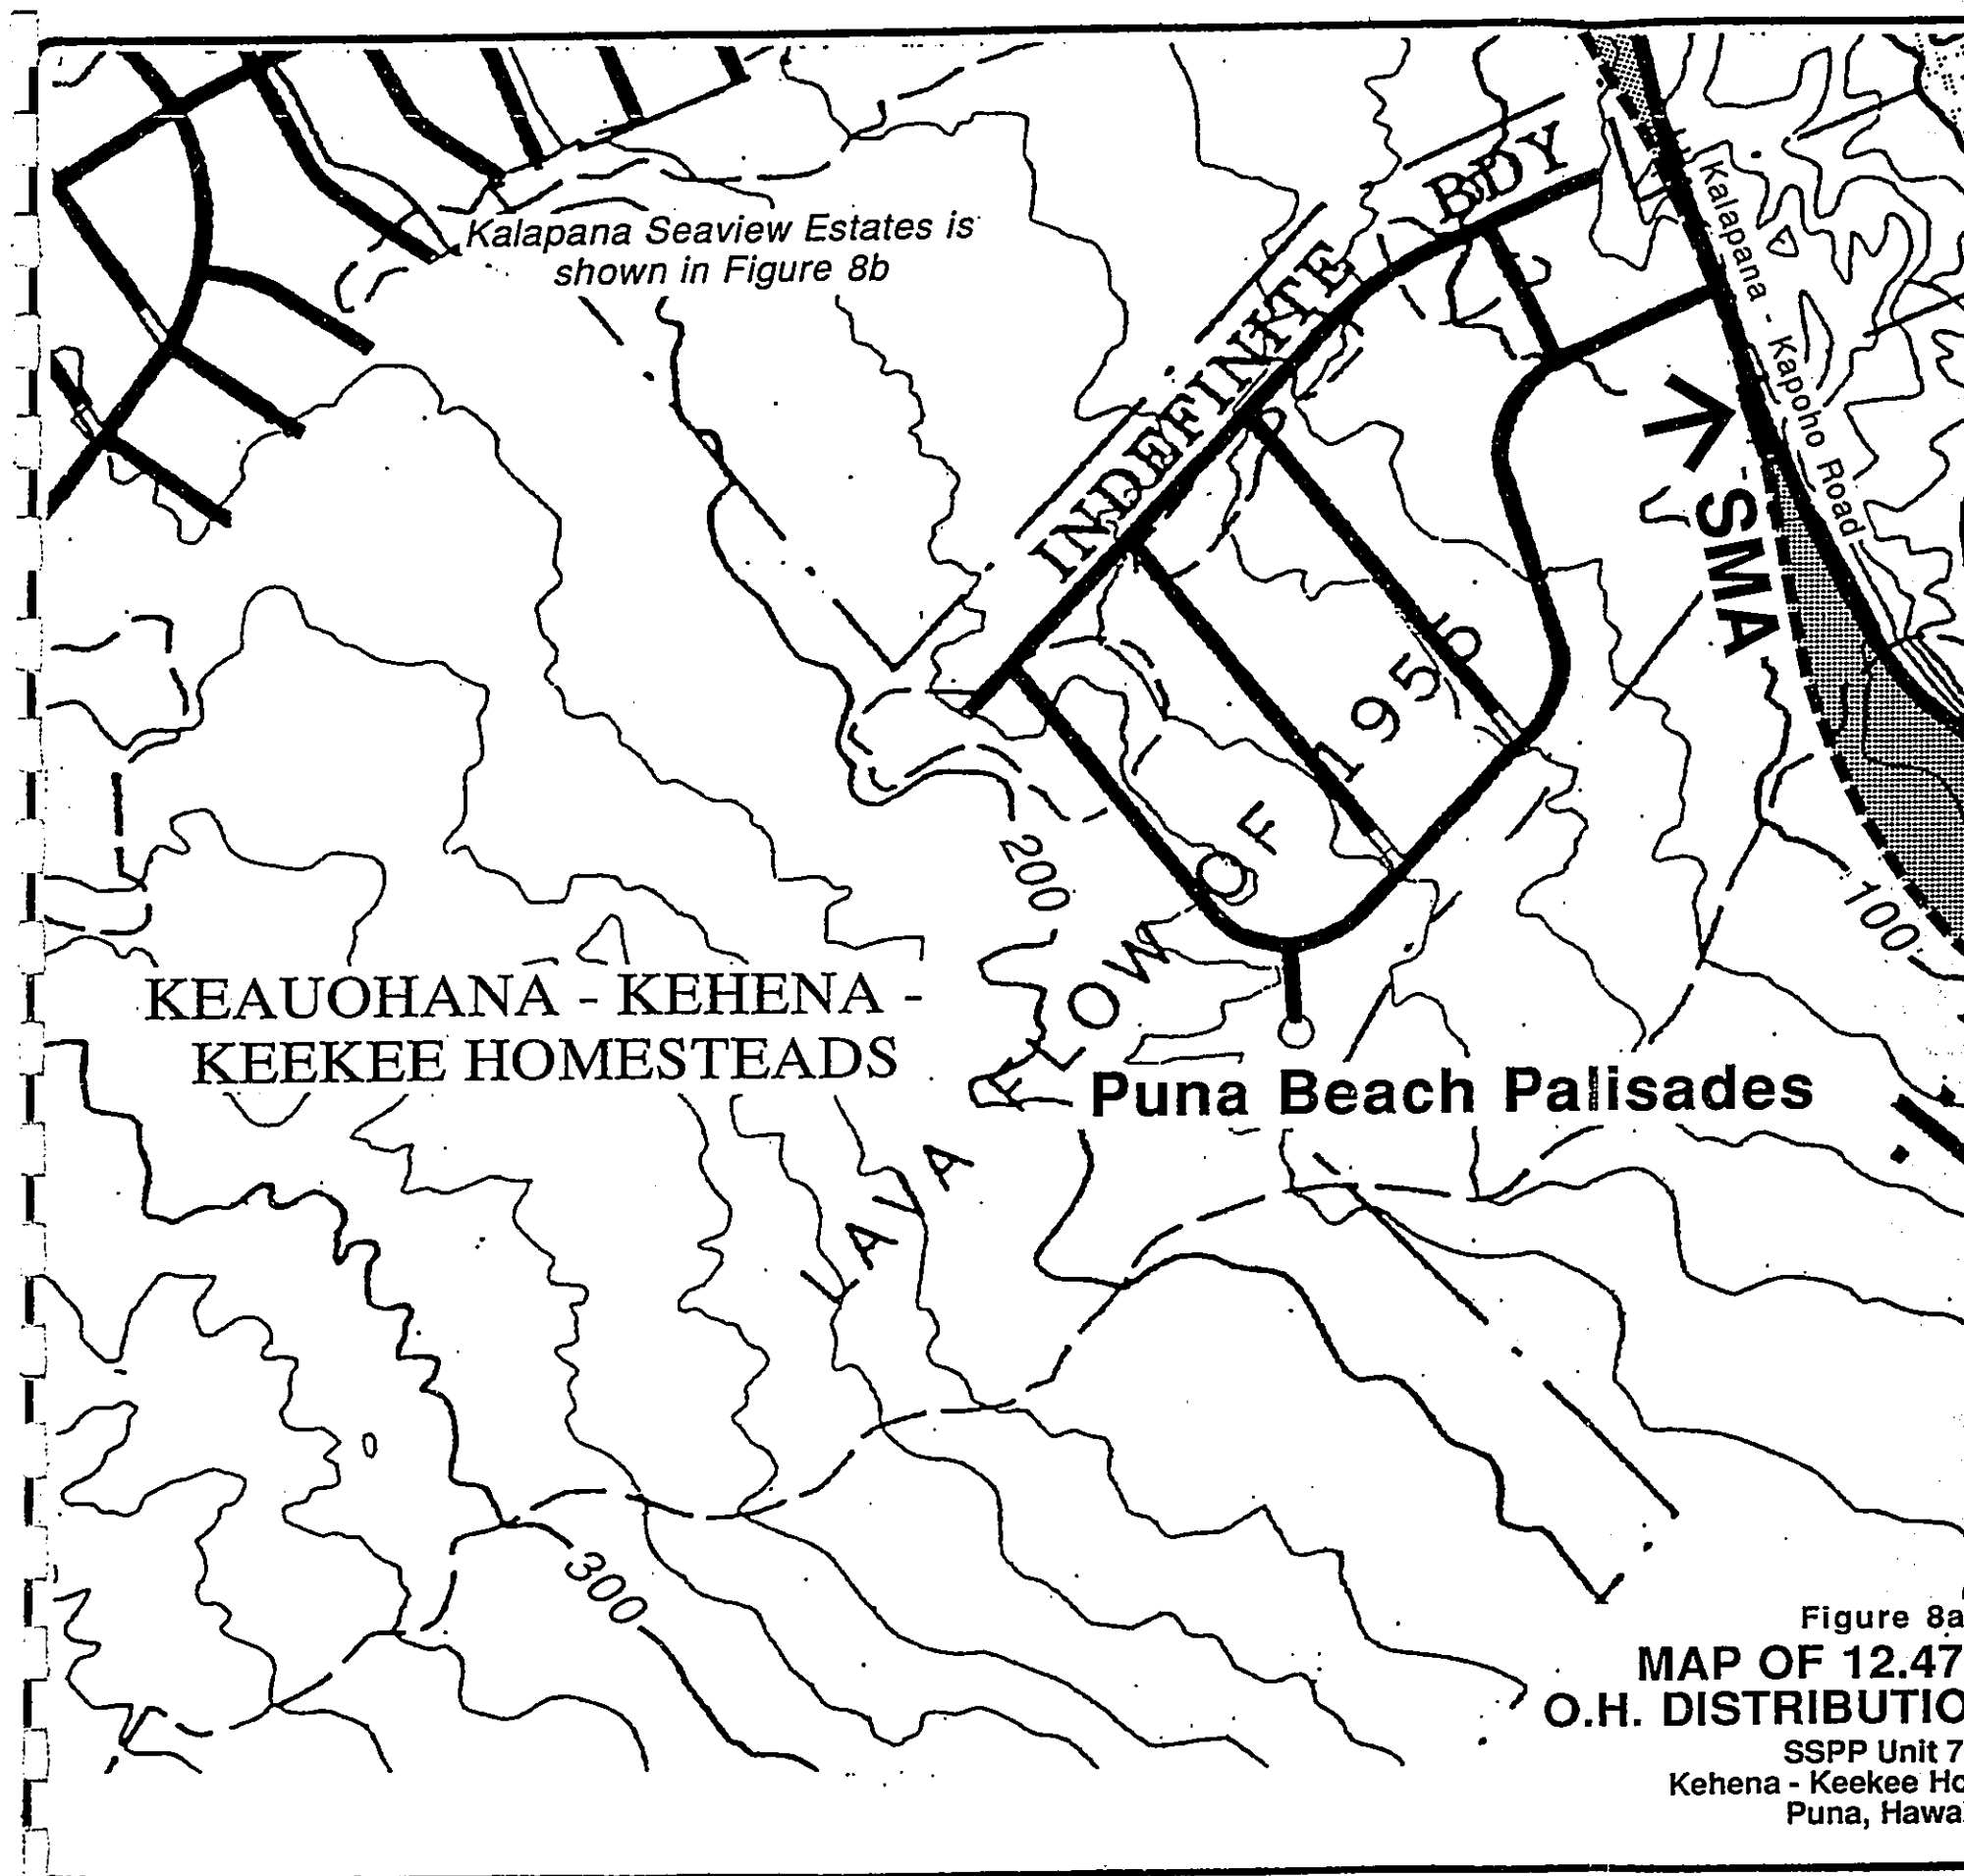 Kalapana Seaview Estates is
shown in Figure 8b
INDEFINITE BDY
Kalapana - Kapoho Road
SMA
LAVA FLOW OF 1955
200
100
KEAUOHANA - KEHENA -
KEEKEE HOMESTEADS
Puna Beach Palisades
300
Figure 8a
MAP OF 12.47
O.H. DISTRIBUTIO
SSPP Unit 7
Kehena - Keekee Ho
Puna, Hawa